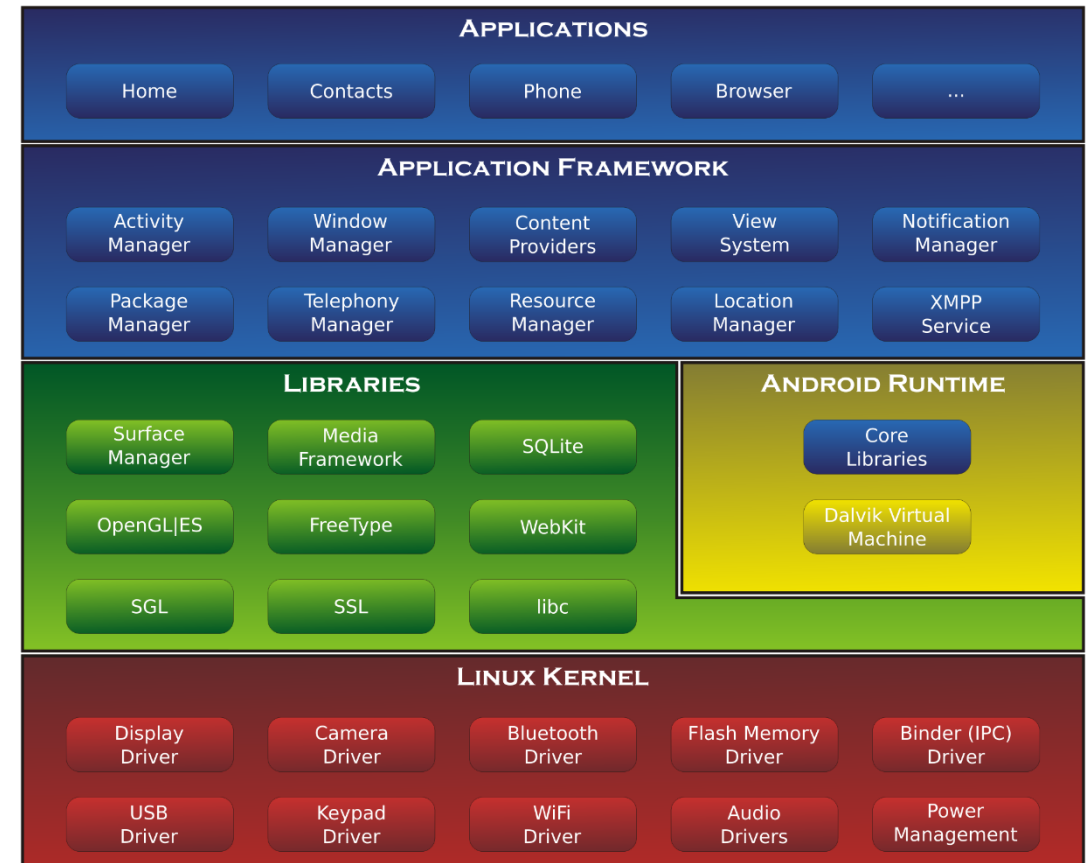 APPLICATIONS
Home
Contacts
Phone
Browser
...
APPLICATION FRAMEWORK
Activity
Manager
Window
Manager
Content
Providers
View
System
Notification
Manager
Package
Manager
Telephony
Manager
Resource
Manager
Location
Manager
XMPP
Service
LIBRARIES
Surface
Manager
Media
Framework
SQLite
OpenGL|ES
FreeType
WebKit
SGL
SSL
libc
ANDROID RUNTIME
Core
Libraries
Dalvik Virtual
Machine
LINUX KERNEL
Display
Driver
Camera
Driver
Bluetooth
Driver
Flash Memory
Driver
Binder (IPC)
Driver
USB
Driver
Keypad
Driver
WiFi
Driver
Audio
Drivers
Power
Management